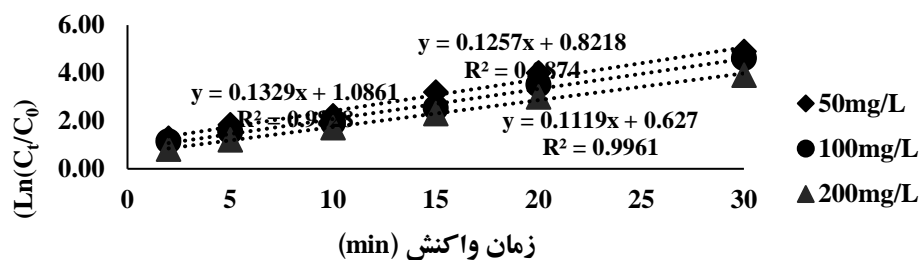 6.00
4.00
2.00
0.00
(Ln(Cₜ/C₀)
y = 0.1257x + 0.8218
y = 0.1329x + 1.0861
y = 0.1119x + 0.627
R² = 0.9961
50mg/L
100mg/L
200mg/L
0 5 10 15 20 25 30
زمان واکنش (min)